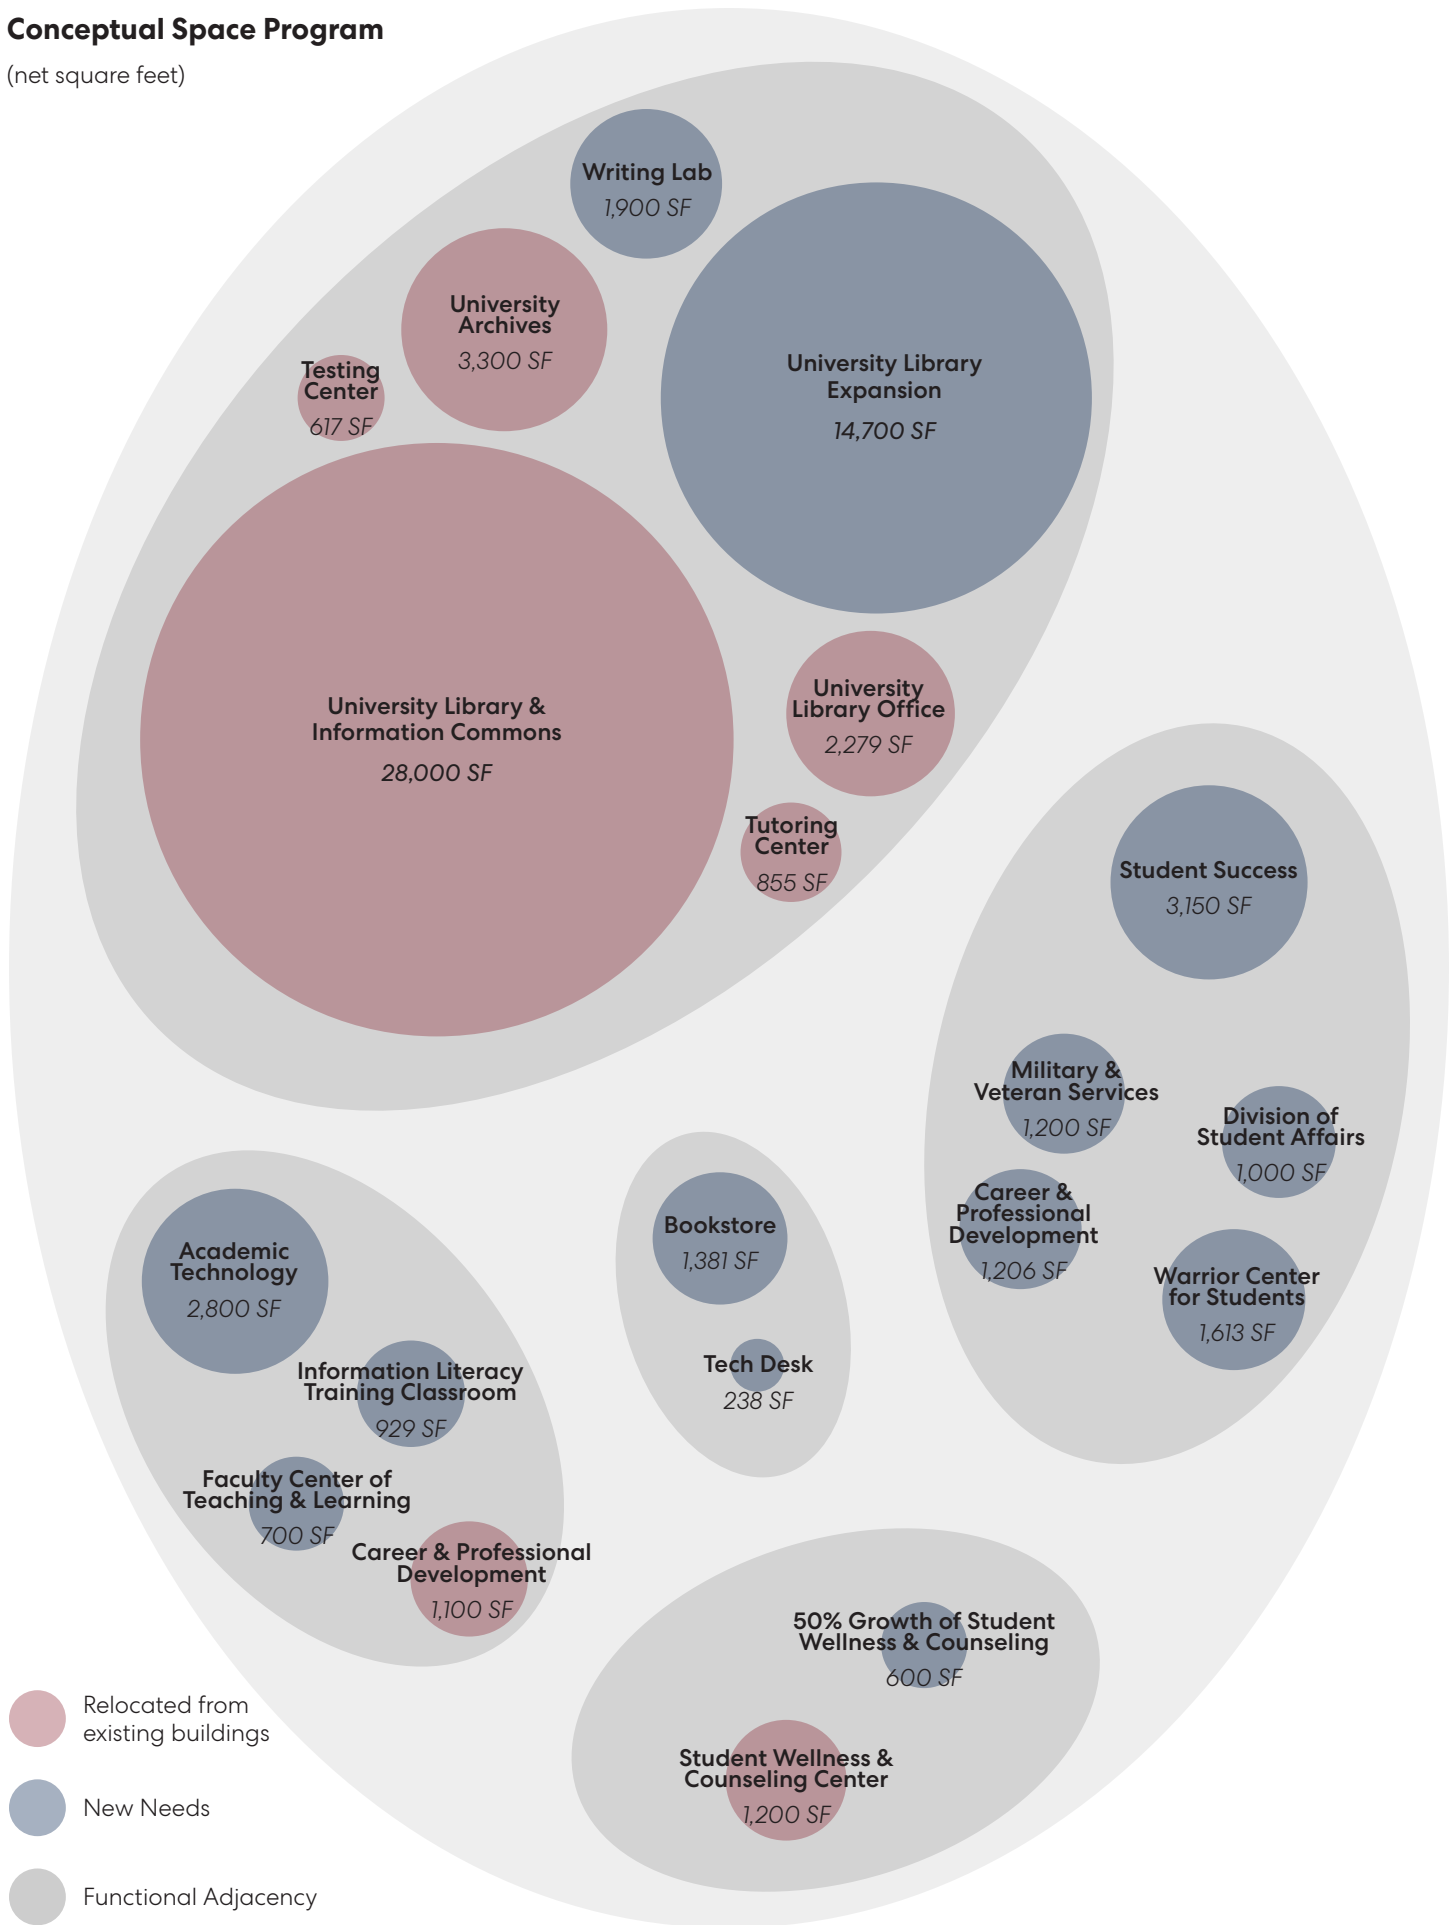 Conceptual Space Program
(net square feet)
Writing Lab
1,900 SF
University
Archives
3,300 SF
Testing
Center
617 SF
University Library
Expansion
14,700 SF
University Library &
Information Commons
28,000 SF
University
Library Office
2,279 SF
Tutoring
Center
855 SF
Student Success
3,150 SF
Military &
Veteran Services
1,200 SF
Division of
Student Affairs
1,000 SF
Career &
Professional
Development
1,206 SF
Warrior Center
for Students
1,613 SF
Academic
Technology
2,800 SF
Information Literacy
Training Classroom
929 SF
Faculty Center of
Teaching & Learning
700 SF
Career & Professional
Development
1,100 SF
Bookstore
1,381 SF
Tech Desk
238 SF
50% Growth of Student
Wellness & Counseling
600 SF
Student Wellness &
Counseling Center
1,200 SF
Relocated from
existing buildings
New Needs
Functional Adjacency